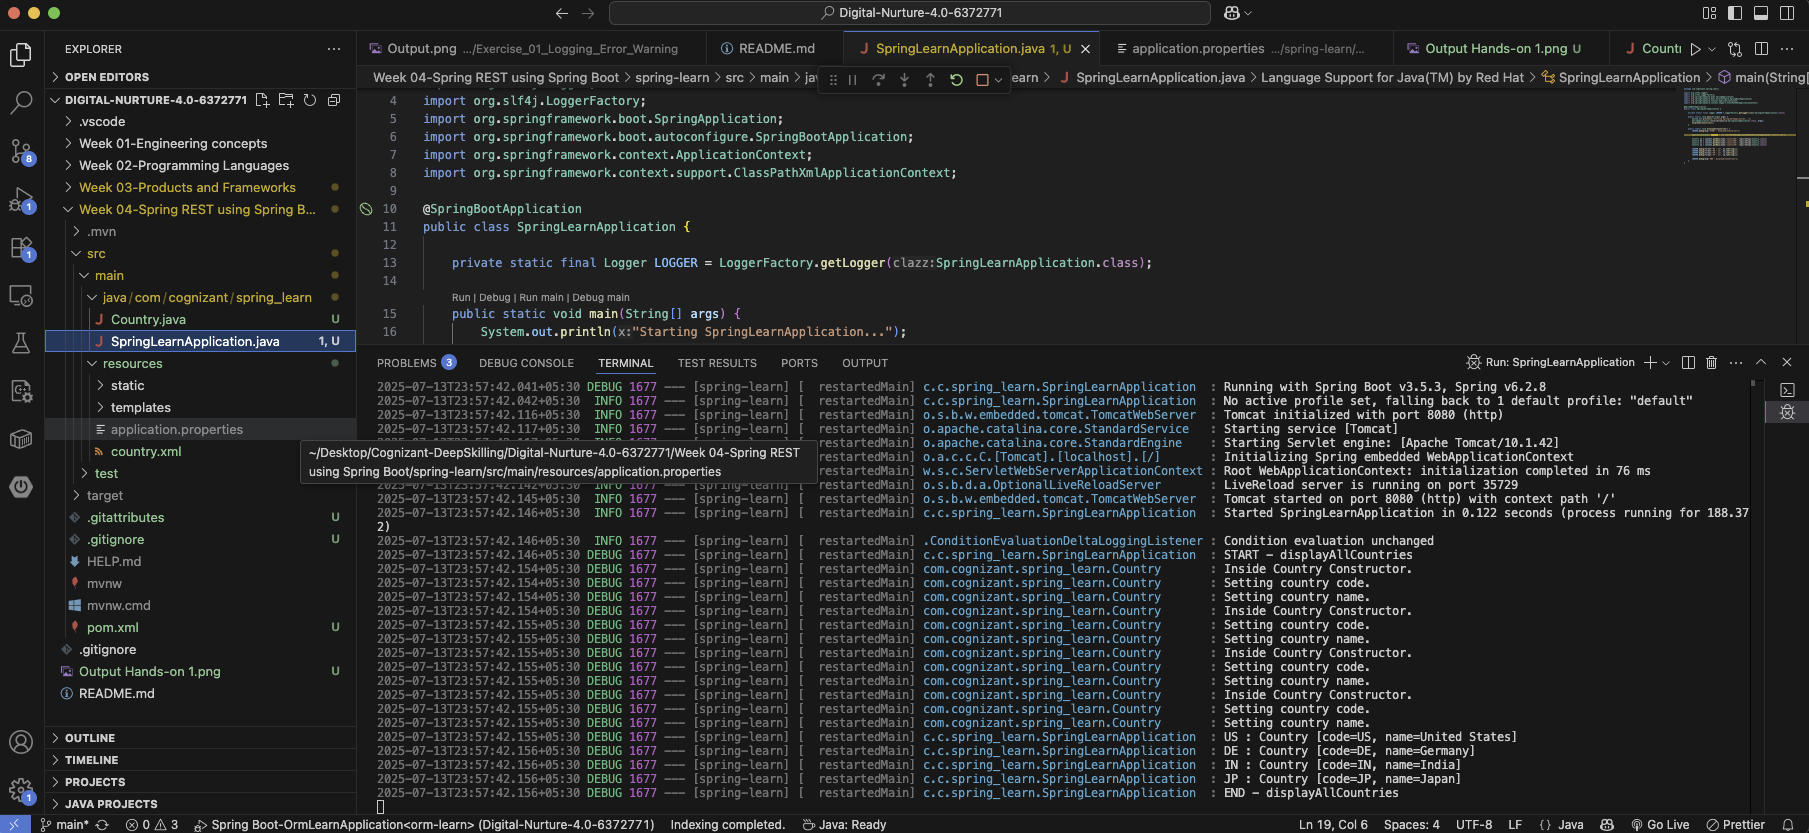 Digital-Nurture-4.0-6372771
EXPLORER
OPEN EDITORS
DIGITAL-NURTURE-4.0-6372771
.vscode
Week 01-Engineering concepts
Week 02-Programming Languages
Week 03-Products and Frameworks
Week 04-Spring REST using Spring B...
.mvn
src
main
java/com/cognizant/spring_learn
Country.java U
SpringLearnApplication.java 1, U
resources
static
templates
application.properties
country.xml
test
target
.gitattributes U
.gitignore U
HELP.md
mvnw
mvnw.cmd
pom.xml U
.gitignore
Output Hands-on 1.png U
README.md
OUTLINE
TIMELINE
PROJECTS
JAVA PROJECTS
8
1
1
1
Output.png .../Exercise_01_Logging_Error_Warning
README.md
SpringLearnApplication.java 1, U
application.properties .../spring-learn/...
Output Hands-on 1.png U
Countr
Week 04-Spring REST using Spring Boot > spring-learn > src > main > jav
earn > SpringLearnApplication.java > Language Support for Java(TM) by Red Hat > SpringLearnApplication > main(String[]
4 import org.slf4j.LoggerFactory;
5 import org.springframework.boot.SpringApplication;
6 import org.springframework.boot.autoconfigure.SpringBootApplication;
7 import org.springframework.context.ApplicationContext;
8 import org.springframework.context.support.ClassPathXmlApplicationContext;
9
10 @SpringBootApplication
11 public class SpringLearnApplication {
12
13 private static final Logger LOGGER = LoggerFactory.getLogger(clazz:SpringLearnApplication.class);
14
Run | Debug | Run main | Debug main
15 public static void main(String[] args) {
16 System.out.println(x:"Starting SpringLearnApplication...");
PROBLEMS 3 DEBUG CONSOLE TERMINAL TEST RESULTS PORTS OUTPUT Run: SpringLearnApplication
2025-07-13T23:57:42.041+05:30 DEBUG 1677 --- [spring-learn] [ restartedMain] c.c.spring_learn.SpringLearnApplication : Running with Spring Boot v3.5.3, Spring v6.2.8
2025-07-13T23:57:42.042+05:30 INFO 1677 --- [spring-learn] [ restartedMain] c.c.spring_learn.SpringLearnApplication : No active profile set, falling back to 1 default profile: "default"
2025-07-13T23:57:42.116+05:30 INFO 1677 --- [spring-learn] [ restartedMain] o.s.b.w.embedded.tomcat.TomcatWebServer : Tomcat initialized with port 8080 (http)
2025-07-13T23:57:42.117+05:30 INFO 1677 --- [spring-learn] [ restartedMain] o.apache.catalina.core.StandardService : Starting service [Tomcat]
o.apache.catalina.core.StandardEngine : Starting Servlet engine: [Apache Tomcat/10.1.42]
~/Desktop/Cognizant-DeepSkilling/Digital-Nurture-4.0-6372771/Week 04-Spring REST
using Spring Boot/spring-learn/src/main/resources/application.properties
o.a.c.c.C.[Tomcat].[localhost].[/] : Initializing Spring embedded WebApplicationContext
w.s.c.ServletWebServerApplicationContext : Root WebApplicationContext: initialization completed in 76 ms
2025-07-13T23:57:42.142+05:30 INFO 1677 --- [spring-learn] [ restartedMain] o.s.b.d.a.OptionalLiveReloadServer : LiveReload server is running on port 35729
2025-07-13T23:57:42.145+05:30 INFO 1677 --- [spring-learn] [ restartedMain] o.s.b.w.embedded.tomcat.TomcatWebServer : Tomcat started on port 8080 (http) with context path '/'
2025-07-13T23:57:42.146+05:30 INFO 1677 --- [spring-learn] [ restartedMain] c.c.spring_learn.SpringLearnApplication : Started SpringLearnApplication in 0.122 seconds (process running for 188.37
2)
2025-07-13T23:57:42.146+05:30 INFO 1677 --- [spring-learn] [ restartedMain] .ConditionEvaluationDeltaLoggingListener : Condition evaluation unchanged
2025-07-13T23:57:42.146+05:30 DEBUG 1677 --- [spring-learn] [ restartedMain] c.c.spring_learn.SpringLearnApplication : START - displayAllCountries
2025-07-13T23:57:42.154+05:30 DEBUG 1677 --- [spring-learn] [ restartedMain] com.cognizant.spring_learn.Country : Inside Country Constructor.
2025-07-13T23:57:42.154+05:30 DEBUG 1677 --- [spring-learn] [ restartedMain] com.cognizant.spring_learn.Country : Setting country code.
2025-07-13T23:57:42.154+05:30 DEBUG 1677 --- [spring-learn] [ restartedMain] com.cognizant.spring_learn.Country : Setting country name.
2025-07-13T23:57:42.154+05:30 DEBUG 1677 --- [spring-learn] [ restartedMain] com.cognizant.spring_learn.Country : Inside Country Constructor.
2025-07-13T23:57:42.155+05:30 DEBUG 1677 --- [spring-learn] [ restartedMain] com.cognizant.spring_learn.Country : Setting country code.
2025-07-13T23:57:42.155+05:30 DEBUG 1677 --- [spring-learn] [ restartedMain] com.cognizant.spring_learn.Country : Setting country name.
2025-07-13T23:57:42.155+05:30 DEBUG 1677 --- [spring-learn] [ restartedMain] com.cognizant.spring_learn.Country : Inside Country Constructor.
2025-07-13T23:57:42.155+05:30 DEBUG 1677 --- [spring-learn] [ restartedMain] com.cognizant.spring_learn.Country : Setting country code.
2025-07-13T23:57:42.155+05:30 DEBUG 1677 --- [spring-learn] [ restartedMain] com.cognizant.spring_learn.Country : Setting country name.
2025-07-13T23:57:42.155+05:30 DEBUG 1677 --- [spring-learn] [ restartedMain] com.cognizant.spring_learn.Country : Inside Country Constructor.
2025-07-13T23:57:42.155+05:30 DEBUG 1677 --- [spring-learn] [ restartedMain] com.cognizant.spring_learn.Country : Setting country code.
2025-07-13T23:57:42.155+05:30 DEBUG 1677 --- [spring-learn] [ restartedMain] com.cognizant.spring_learn.Country : Setting country name.
2025-07-13T23:57:42.155+05:30 DEBUG 1677 --- [spring-learn] [ restartedMain] c.c.spring_learn.SpringLearnApplication : US : Country [code=US, name=United States]
2025-07-13T23:57:42.156+05:30 DEBUG 1677 --- [spring-learn] [ restartedMain] c.c.spring_learn.SpringLearnApplication : DE : Country [code=DE, name=Germany]
2025-07-13T23:57:42.156+05:30 DEBUG 1677 --- [spring-learn] [ restartedMain] c.c.spring_learn.SpringLearnApplication : IN : Country [code=IN, name=India]
2025-07-13T23:57:42.156+05:30 DEBUG 1677 --- [spring-learn] [ restartedMain] c.c.spring_learn.SpringLearnApplication : JP : Country [code=JP, name=Japan]
2025-07-13T23:57:42.156+05:30 DEBUG 1677 --- [spring-learn] [ restartedMain] c.c.spring_learn.SpringLearnApplication : END - displayAllCountries
main* 0 3 Spring Boot-OrmLearnApplication<orm-learn> (Digital-Nurture-4.0-6372771) Indexing completed. Java: Ready Ln 19, Col 6 Spaces: 4 UTF-8 LF {} Java Go Live Prettier